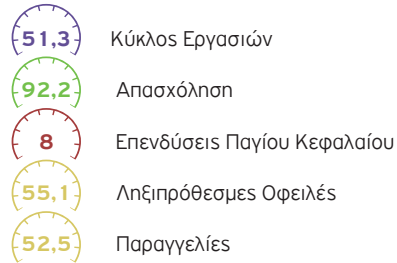 51,3 Κύκλος Εργασιών
92,2 Απασχόληση
8 Επενδύσεις Παγίου Κεφαλαίου
55,1 Ληξιπρόθεσμες Οφειλές
52,5 Παραγγελίες